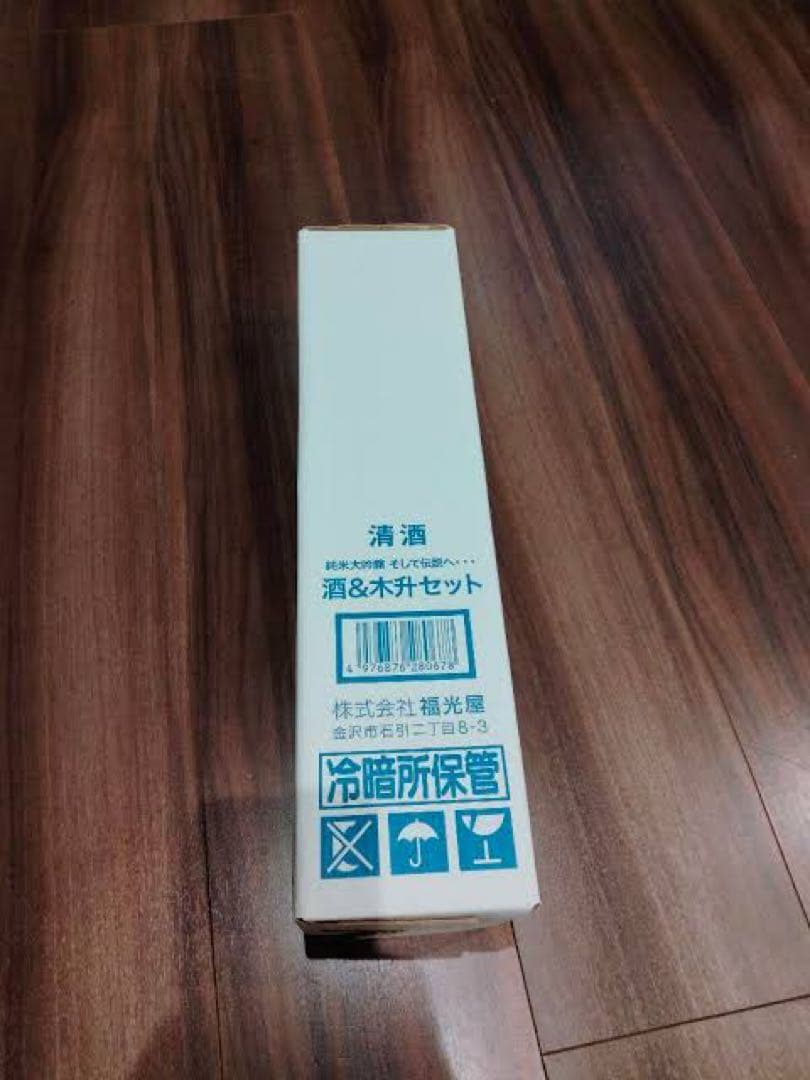 清酒
純米大吟醸 そして伝説へ・・・
酒&木升セット
4 976876 280678
株式会社 福光屋
金沢市石引二丁目8-3
冷暗所保管